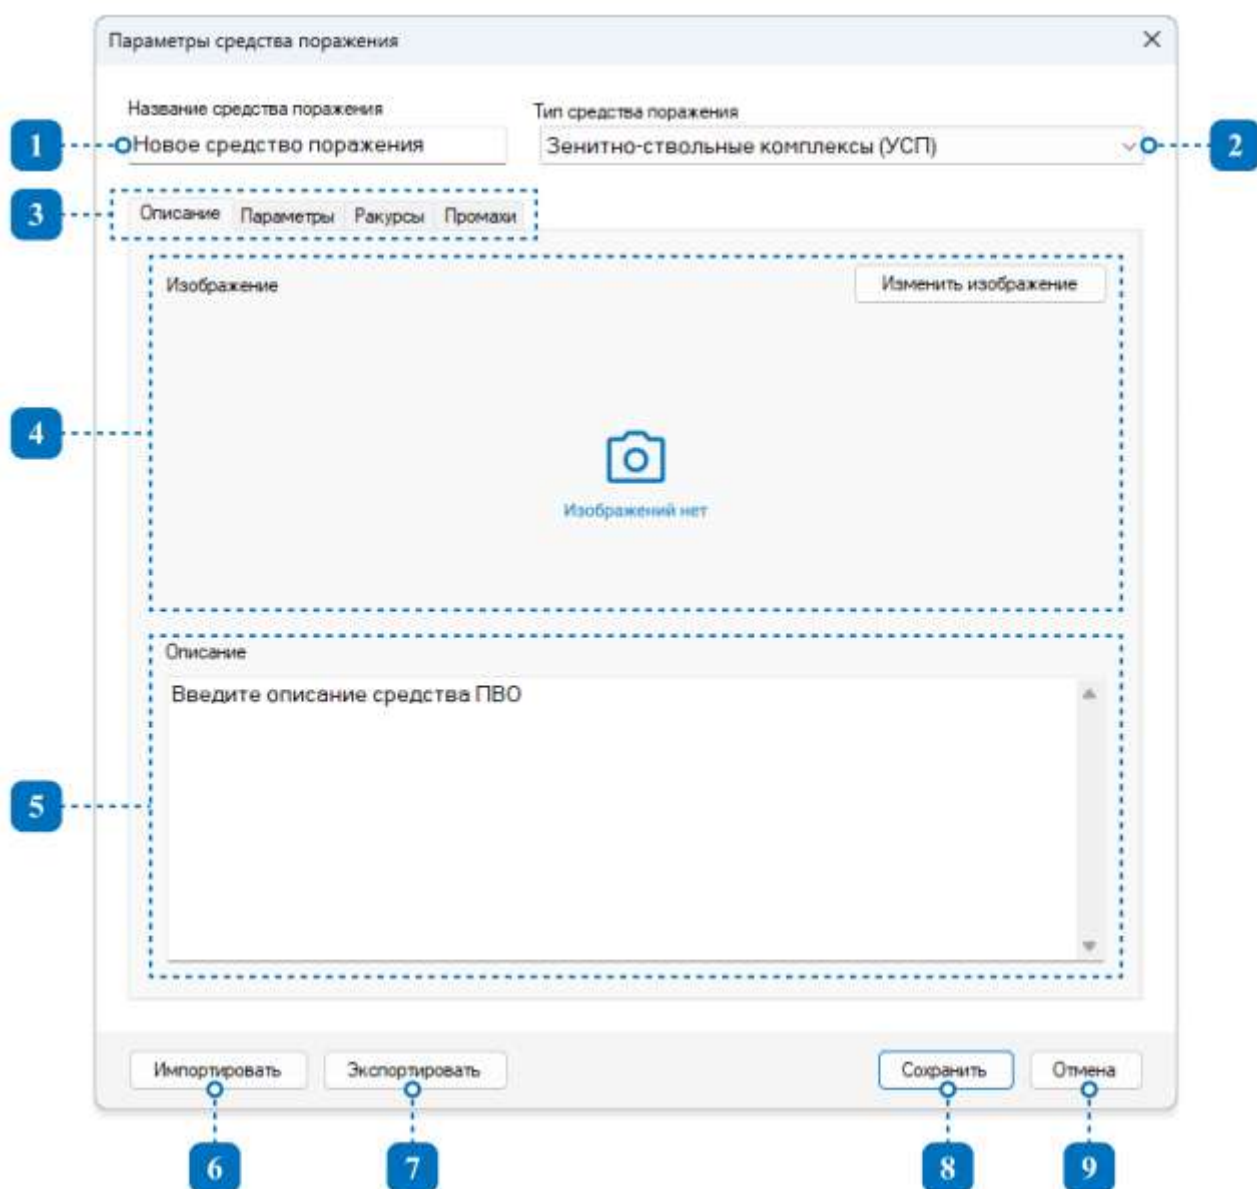 Параметры средства поражения
Название средства поражения
Тип средства поражения
1
Новое средство поражения
Зенитно-ствольные комплексы (УСП)
2
3
Описание Параметры Ракурсы Промахи
Изображение
Изменить изображение
4
Изображений нет
Описание
Введите описание средства ПВО
5
Импортировать
Экспортировать
Сохранить
Отмена
6
7
8
9